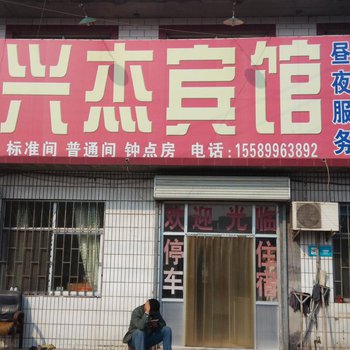 兴杰宾馆
昼夜服务
标准间 普通间 钟点房 电话:15589963892
欢迎光临
停车
住宿